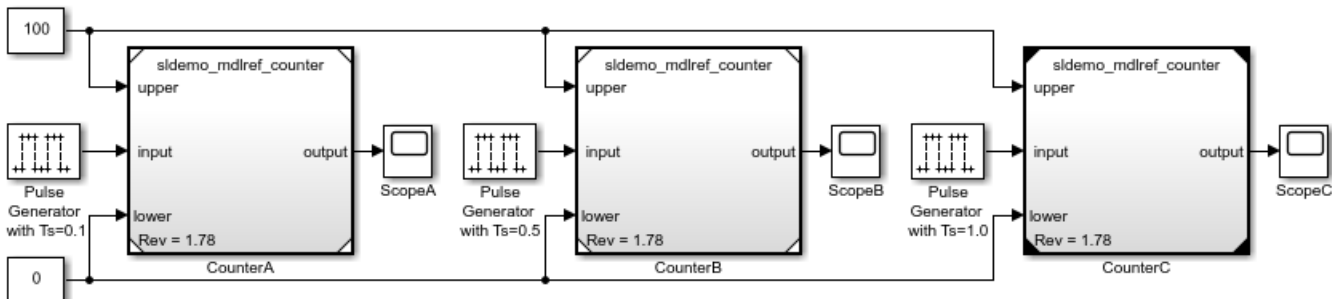 100
sldemo_mdlref_counter
upper
input
output
lower
Rev = 1.78
CounterA
ScopeA
Pulse
Generator
with Ts=0.1
0
sldemo_mdlref_counter
upper
input
output
lower
Rev = 1.78
CounterB
ScopeB
Pulse
Generator
with Ts=0.5
sldemo_mdlref_counter
upper
input
output
lower
Rev = 1.78
CounterC
ScopeC
Pulse
Generator
with Ts=1.0